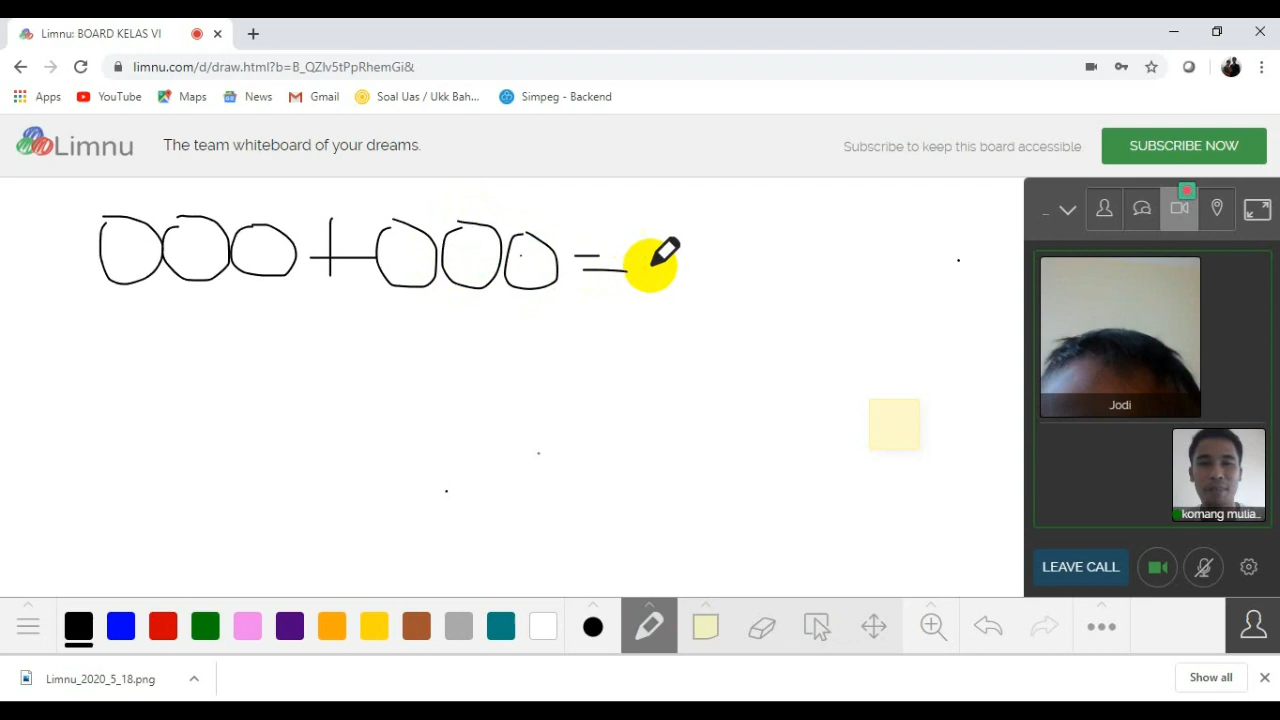 Limnu: BOARD KELAS VI
limnu.com/d/draw.html?b=B_QZlv5tPpRhemGi&
Apps YouTube Maps News Gmail Soal Uas / Ukk Bah... Simpeg - Backend
Limnu The team whiteboard of your dreams. Subscribe to keep this board accessible SUBSCRIBE NOW
000+000=
Jodi
komang mulia...
LEAVE CALL
Limnu_2020_5_18.png Show all